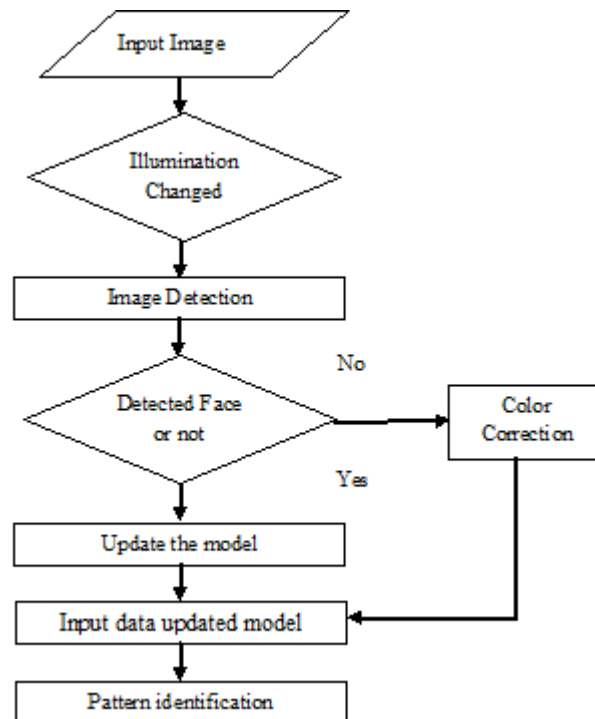 Input Image
Illumination
Changed
Image Detection
No
Detected Face
or not
Color
Correction
Yes
Update the model
Input data updated model
Pattern identification